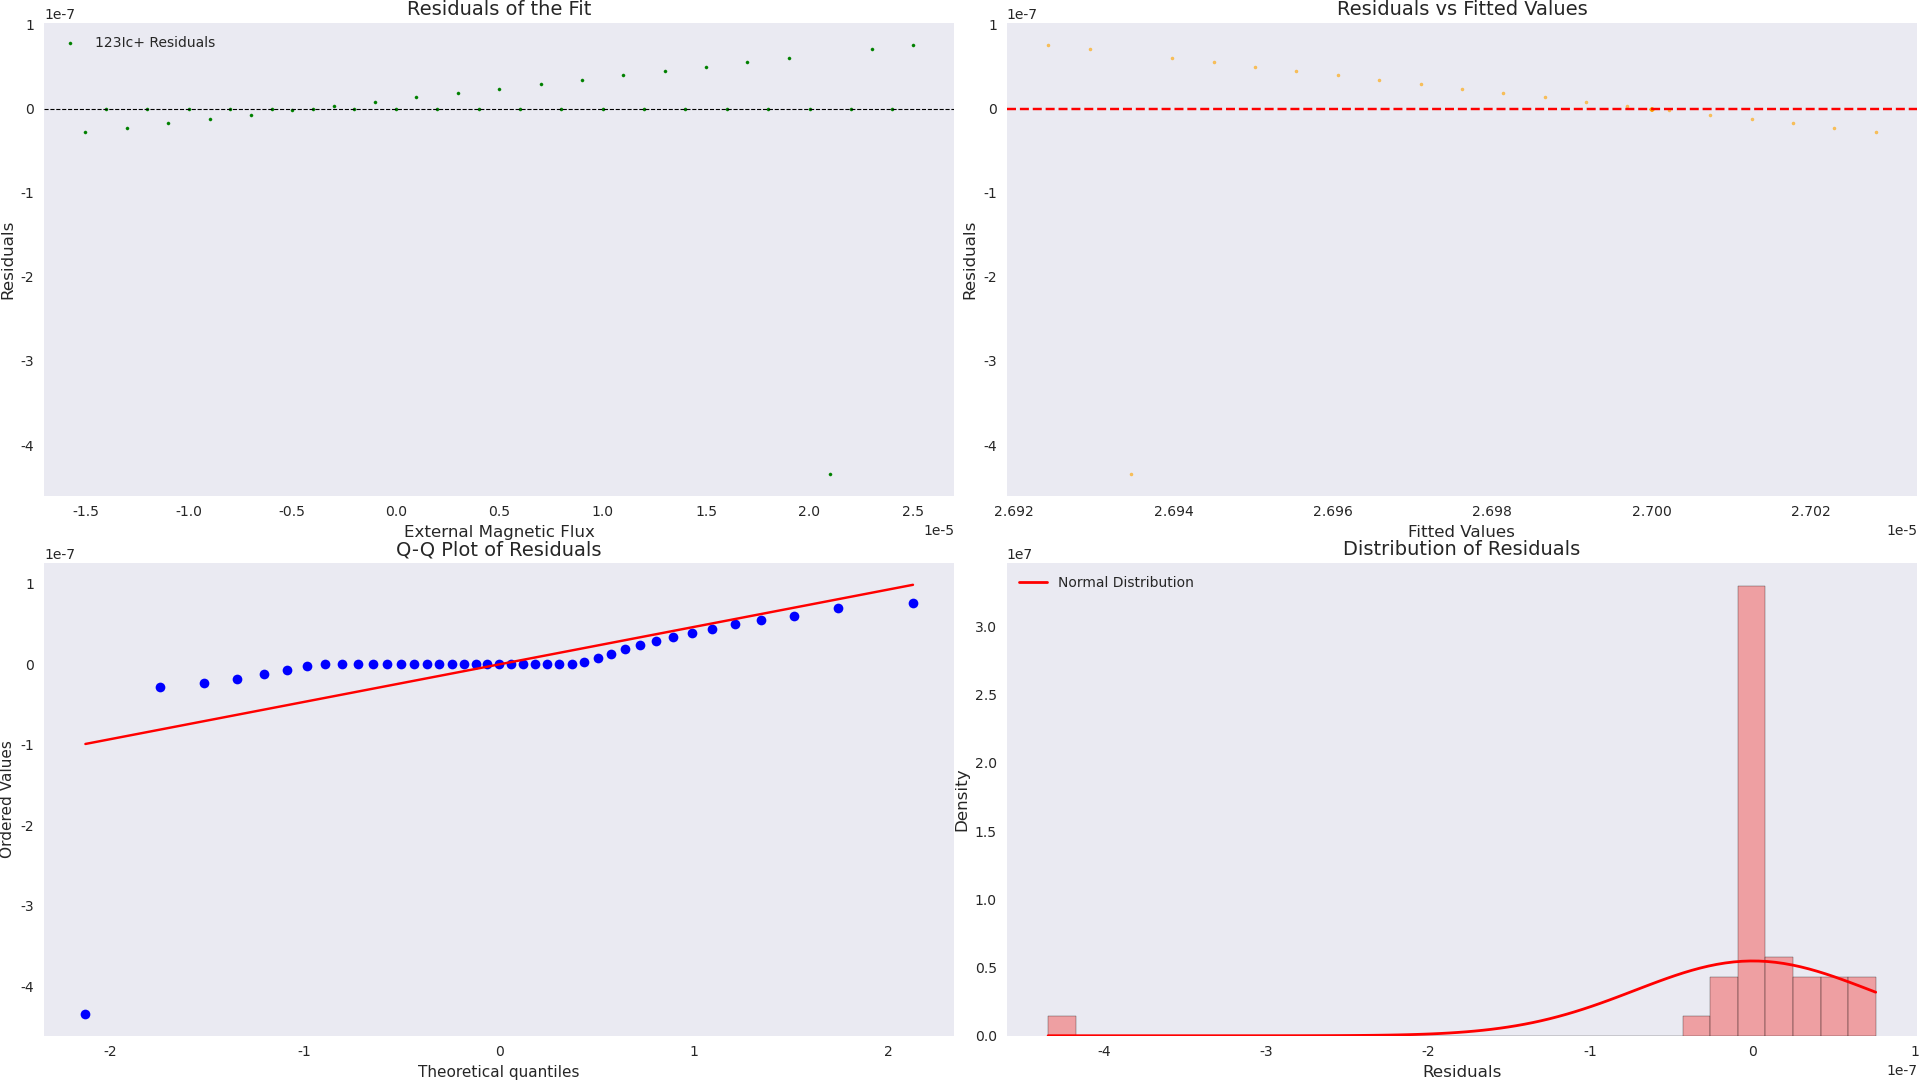 Residuals of the Fit
1e-7
123Ic+ Residuals
1
0
-1
-2
-3
-4
Residuals
-1.5 -1.0 -0.5 0.0 0.5 1.0 1.5 2.0 2.5
1e-5
External Magnetic Flux
Residuals vs Fitted Values
1e-7
1
0
-1
-2
-3
-4
Residuals
2.692 2.694 2.696 2.698 2.700 2.702
1e-5
Fitted Values
Q-Q Plot of Residuals
1e-7
1
0
-1
-2
-3
-4
Ordered Values
-2 -1 0 1 2
Theoretical quantiles
Distribution of Residuals
1e7
Normal Distribution
3.0
2.5
2.0
1.5
1.0
0.5
0.0
Density
-4 -3 -2 -1 0 1
1e-7
Residuals